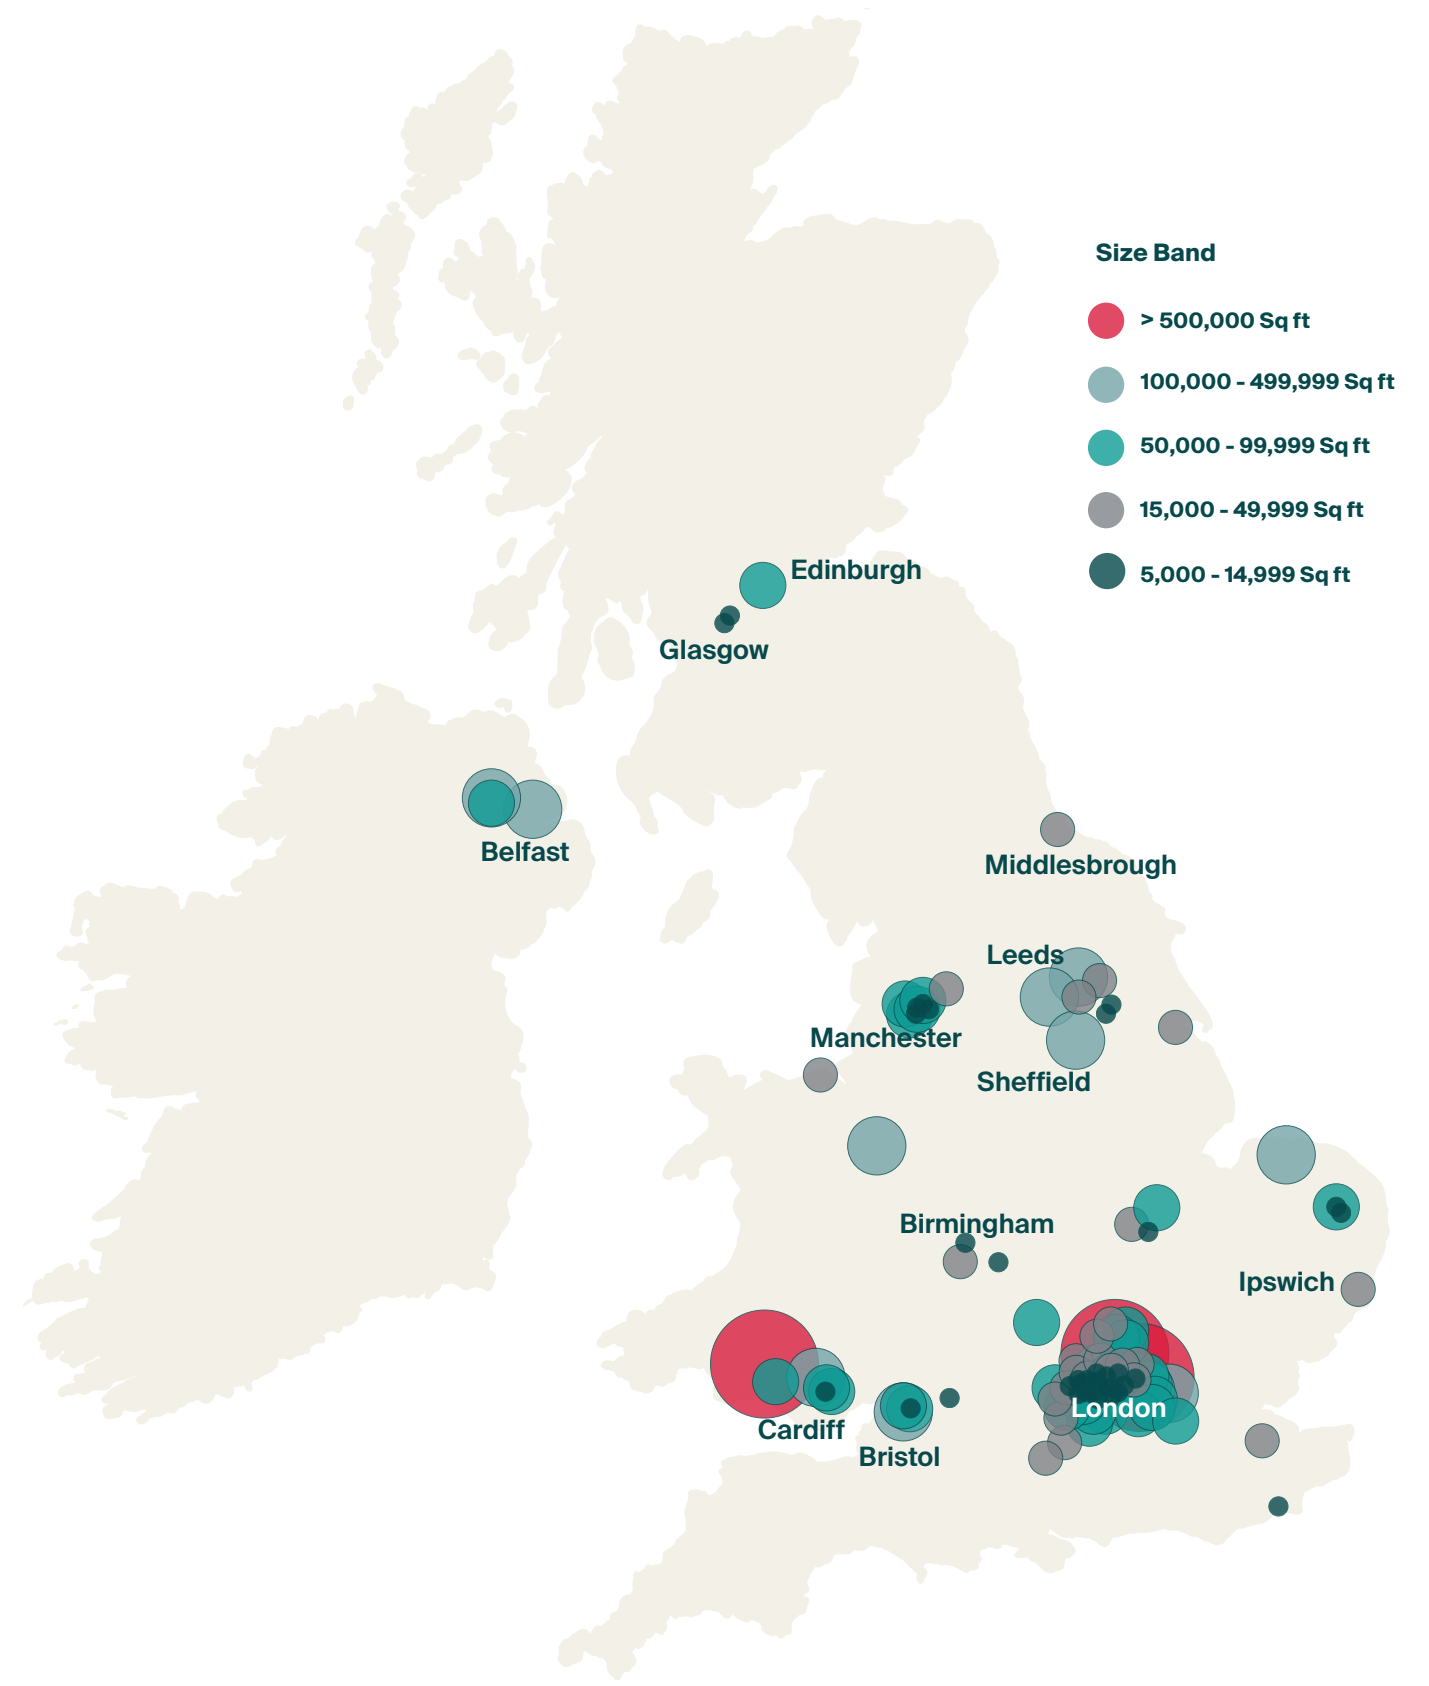 Size Band
> 500,000 Sq ft
100,000 - 499,999 Sq ft
50,000 - 99,999 Sq ft
15,000 - 49,999 Sq ft
5,000 - 14,999 Sq ft
Edinburgh
Glasgow
Belfast
Middlesbrough
Leeds
Manchester
Sheffield
Birmingham
Ipswich
London
Cardiff
Bristol